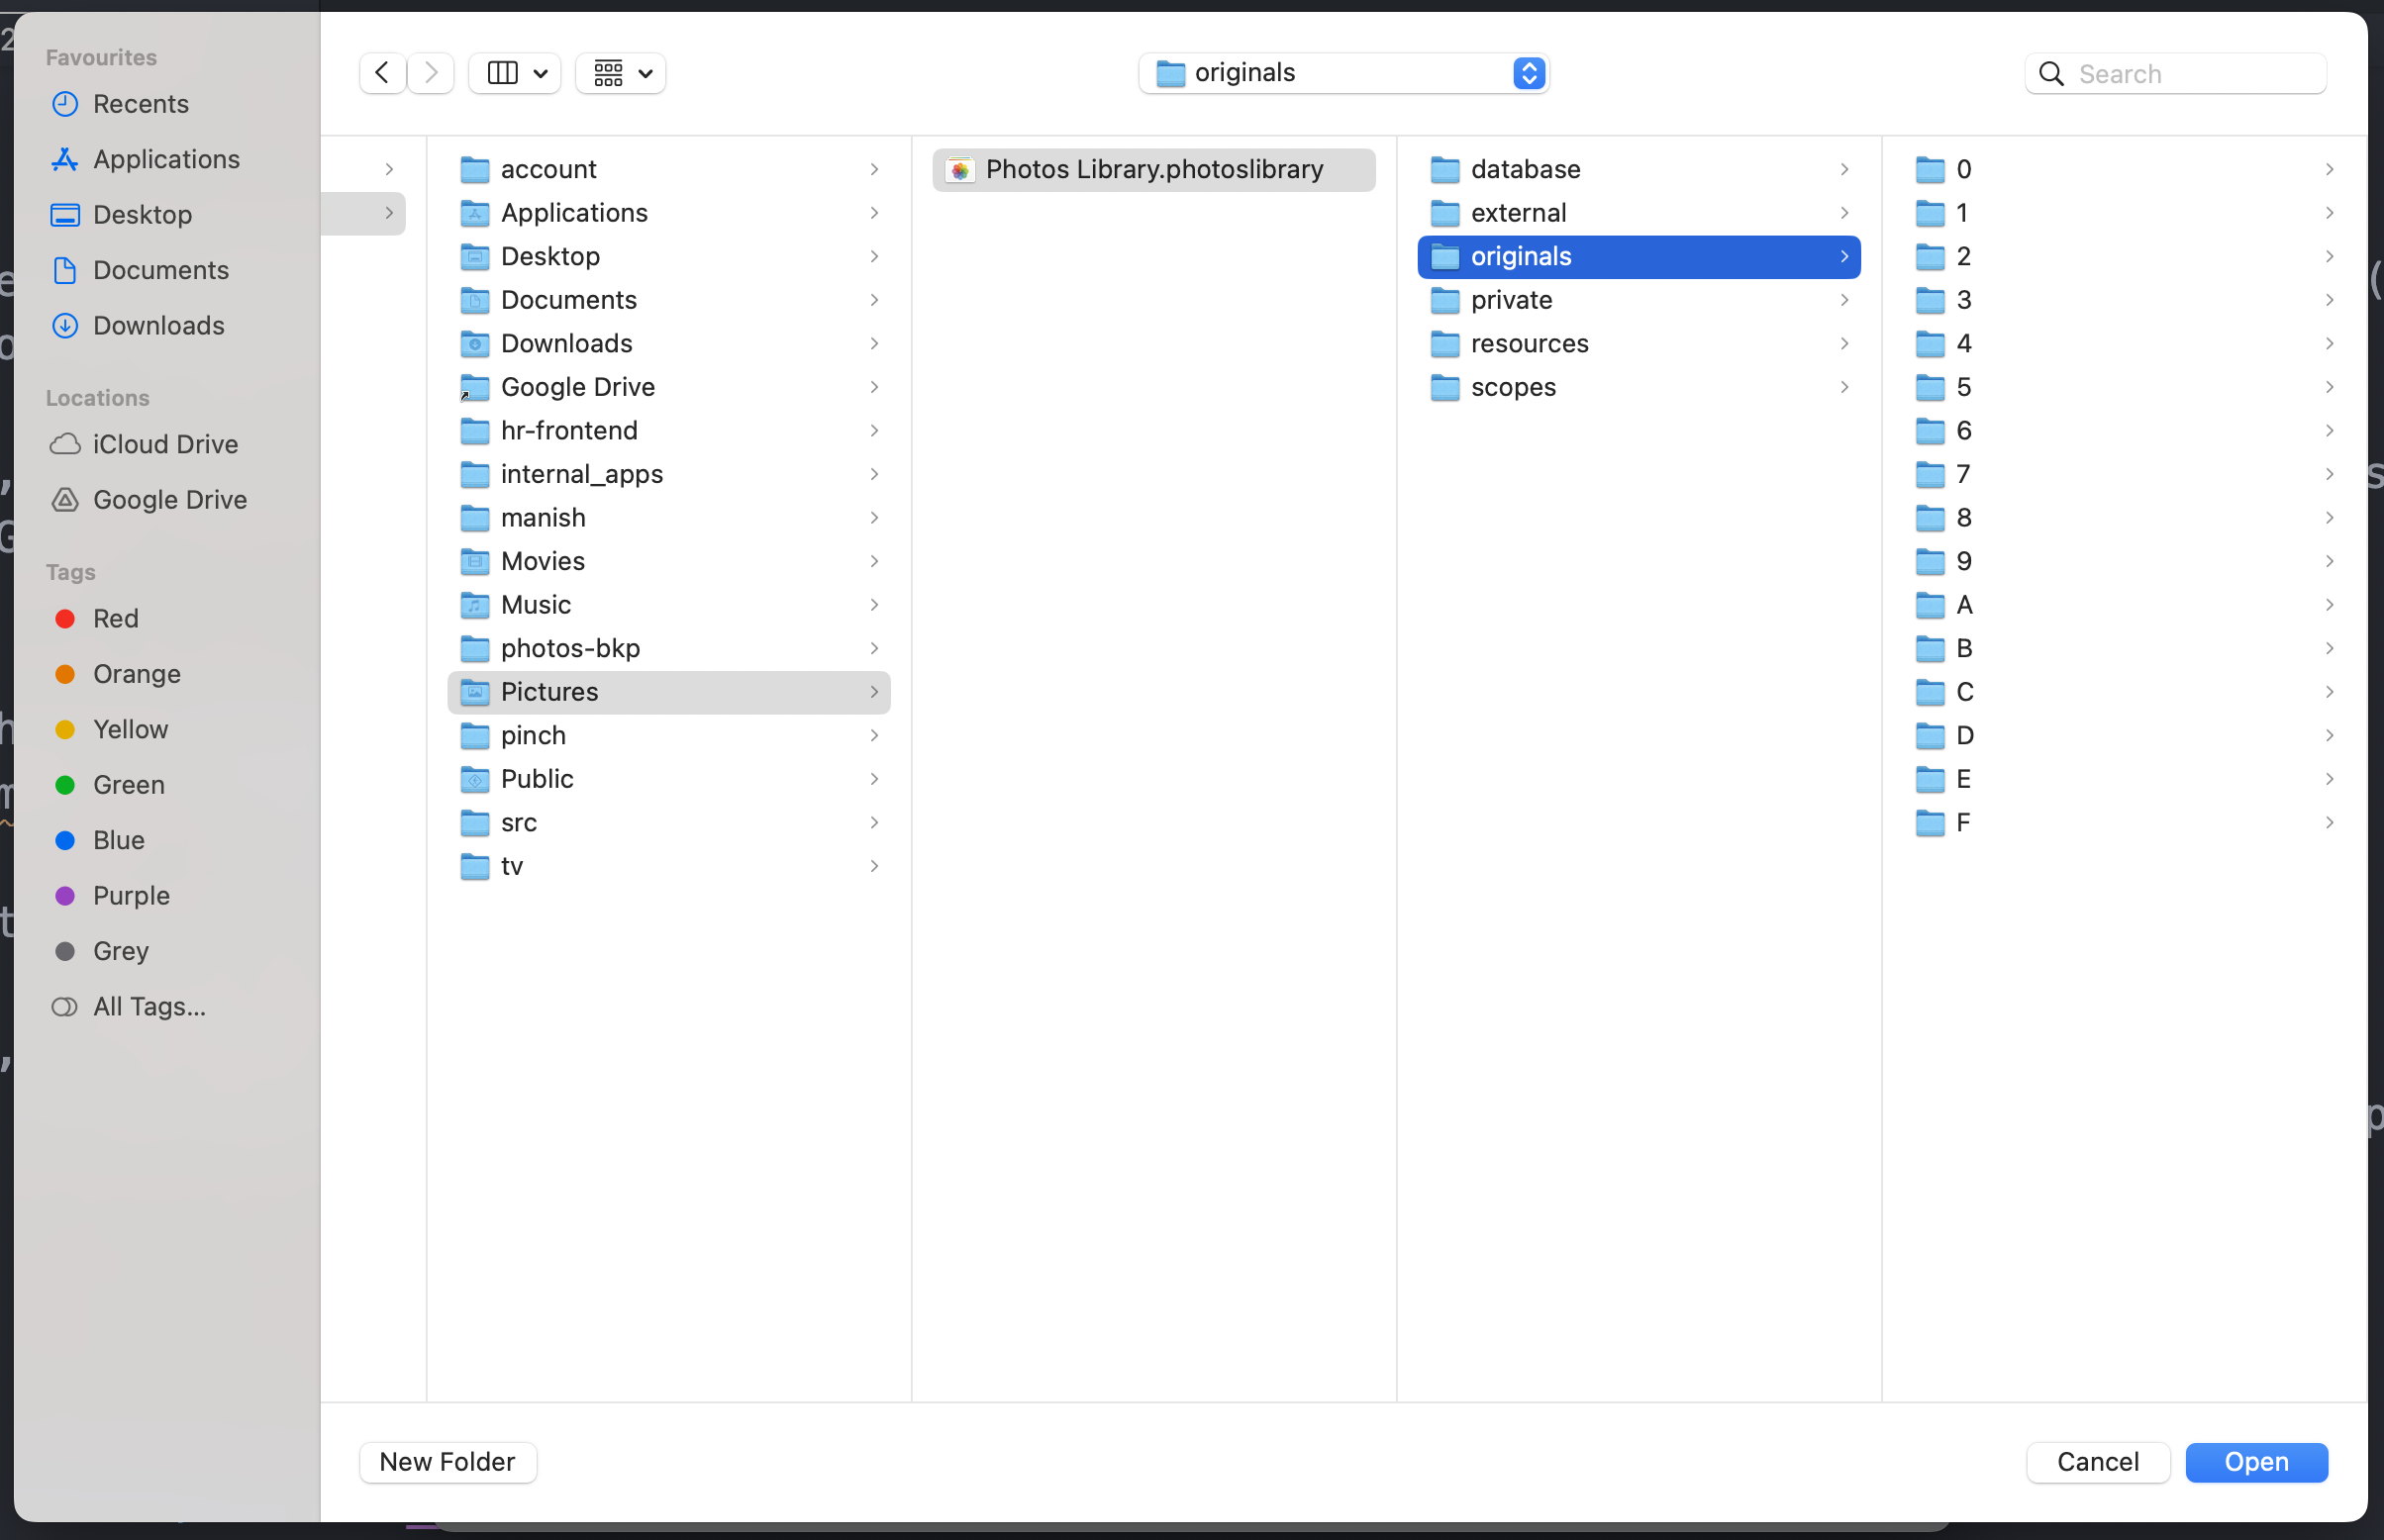 Favourites
Recents
Applications
Desktop
Documents
Downloads
Locations
iCloud Drive
Google Drive
Tags
Red
Orange
Yellow
Green
Blue
Purple
Grey
All Tags...
originals
Search
account
Applications
Desktop
Documents
Downloads
Google Drive
hr-frontend
internal_apps
manish
Movies
Music
photos-bkp
Pictures
pinch
Public
src
tv
Photos Library.photoslibrary
database
external
originals
private
resources
scopes
0
1
2
3
4
5
6
7
8
9
A
B
C
D
E
F
New Folder
Cancel
Open